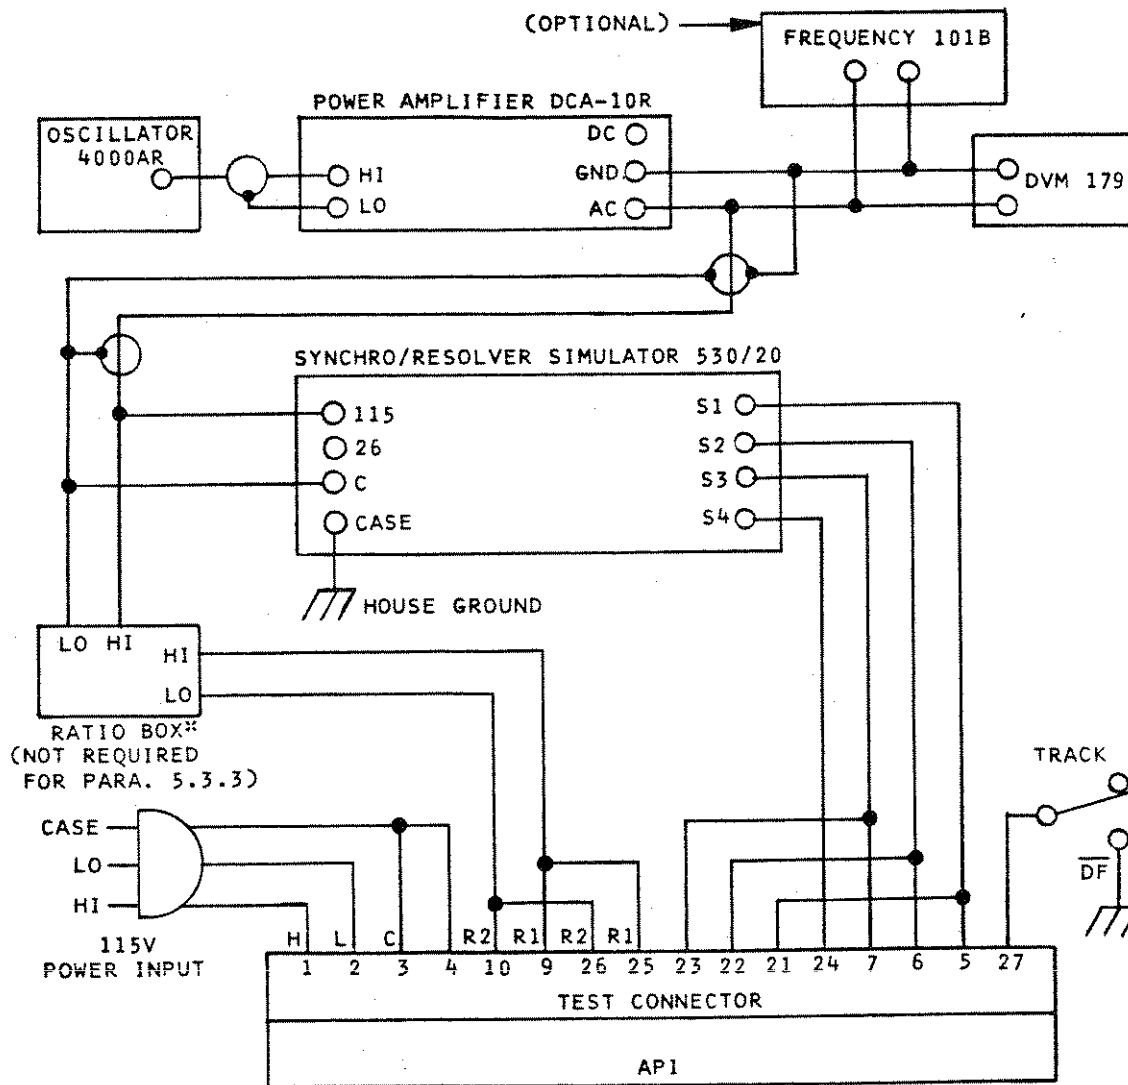 (OPTIONAL)
FREQUENCY 101B
POWER AMPLIFIER DCA-10R
OSCILLATOR
4000AR
HI
LO
DC
GND
AC
DVM 179
SYNCHRO/RESOLVER SIMULATOR 530/20
115
26
C
CASE
S1
S2
S3
S4
HOUSE GROUND
LO HI
HI
LO
RATIO BOX*
(NOT REQUIRED
FOR PARA. 5.3.3)
TRACK
DF
CASE
LO
HI
115V
POWER INPUT
H L C R2 R1 R2 R1
1 2 3 4 10 9 26 25 23 22 21 24 7 6 5 27
TEST CONNECTOR
API